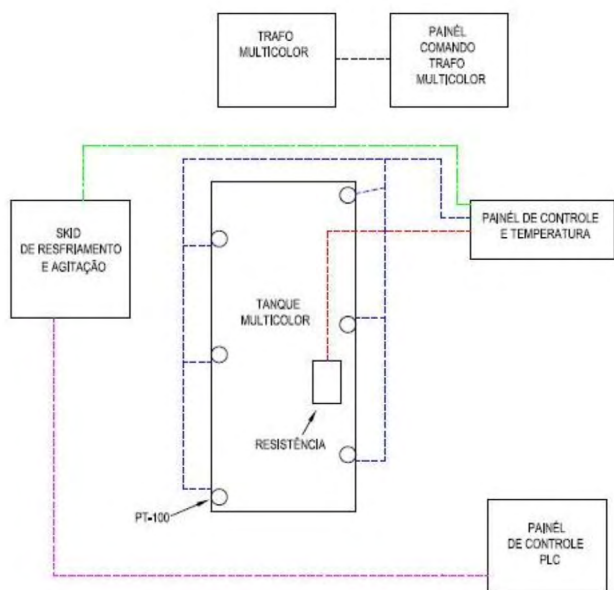 TRAFO
MULTICOLOR
PAINÉL
COMANDO
TRAFO
MULTICOLOR
SKID
DE RESFRIAMENTO
E AGITAÇÃO
PAINÉL DE CONTROLE
E TEMPERATURA
TANQUE
MULTICOLOR
RESISTÊNCIA
PT-100
PAINÉL
DE CONTROLE
PLC